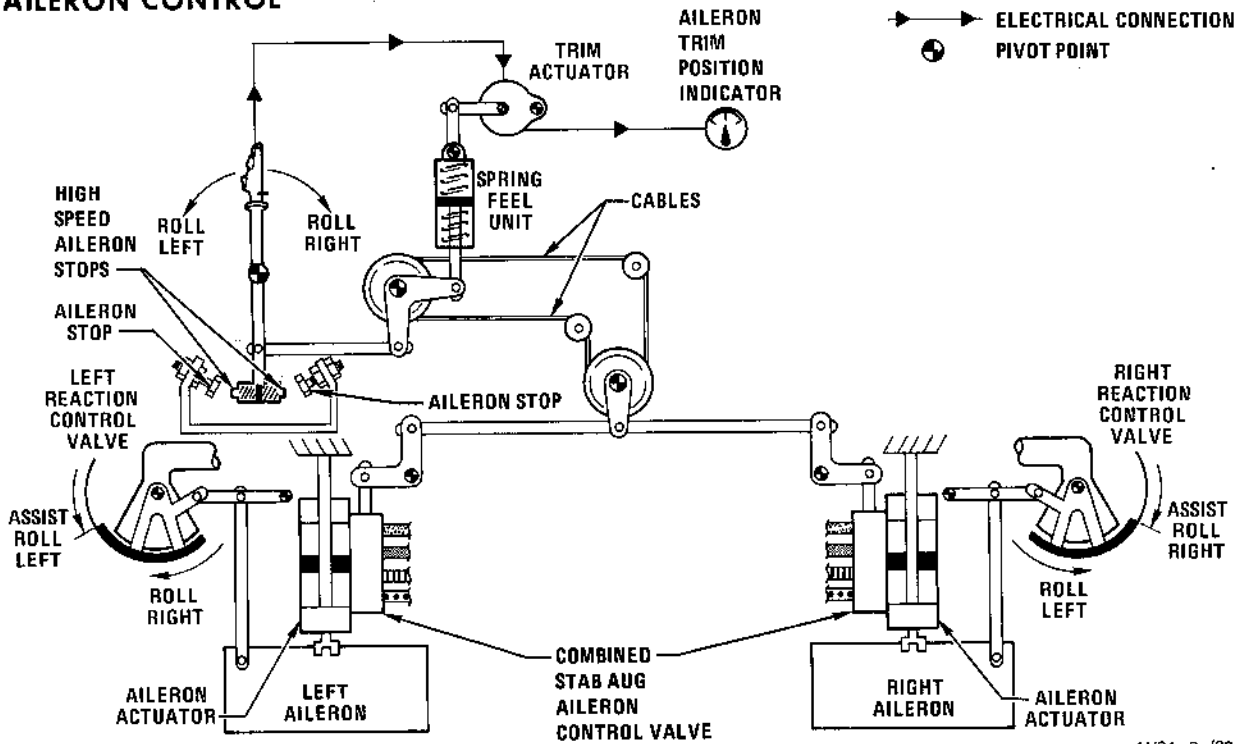 AILERON CONTROL
ELECTRICAL CONNECTION
PIVOT POINT
AILERON
TRIM
POSITION
INDICATOR
TRIM
ACTUATOR
SPRING
FEEL
UNIT
CABLES
HIGH
SPEED
AILERON
STOPS
ROLL
LEFT
ROLL
RIGHT
AILERON
STOP
AILERON STOP
LEFT
REACTION
CONTROL
VALVE
RIGHT
REACTION
CONTROL
VALVE
ASSIST
ROLL
LEFT
ROLL
RIGHT
ASSIST
ROLL
RIGHT
ROLL
LEFT
AILERON
ACTUATOR
LEFT
AILERON
COMBINED
STAB AUG
AILERON
CONTROL VALVE
RIGHT
AILERON
AILERON
ACTUATOR